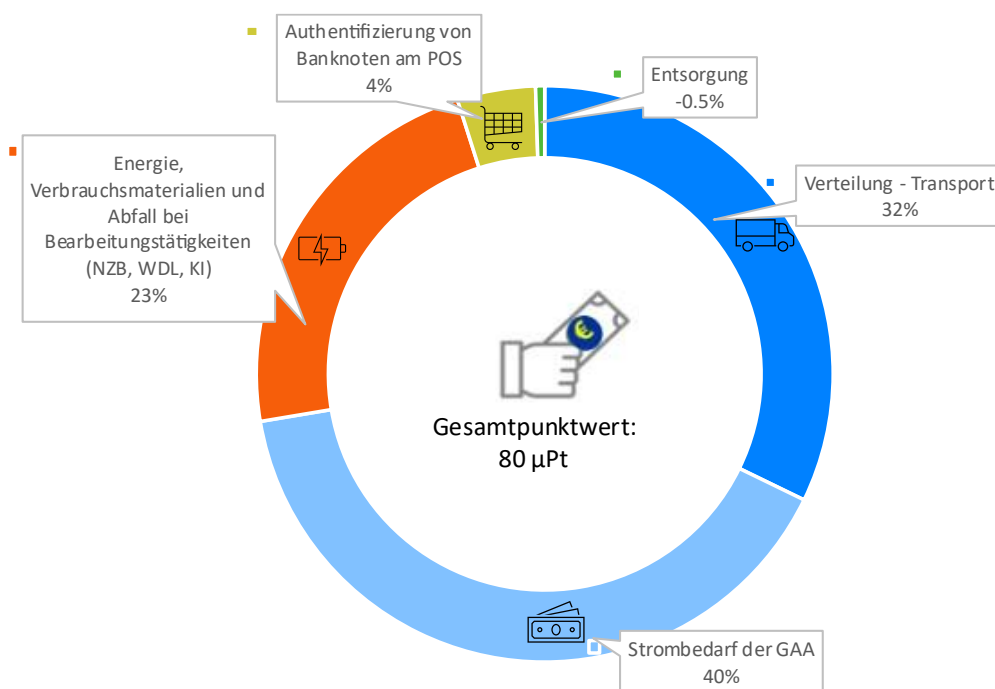 Authentifizierung von
Banknoten am POS
4%
Entsorgung
-0.5%
Energie,
Verbrauchsmaterialien und
Abfall bei
Bearbeitungstätigkeiten
(NZB, WDL, KI)
23%
Verteilung - Transport
32%
€
Gesamtpunktwert:
80 µPt
Strombedarf der GAA
40%